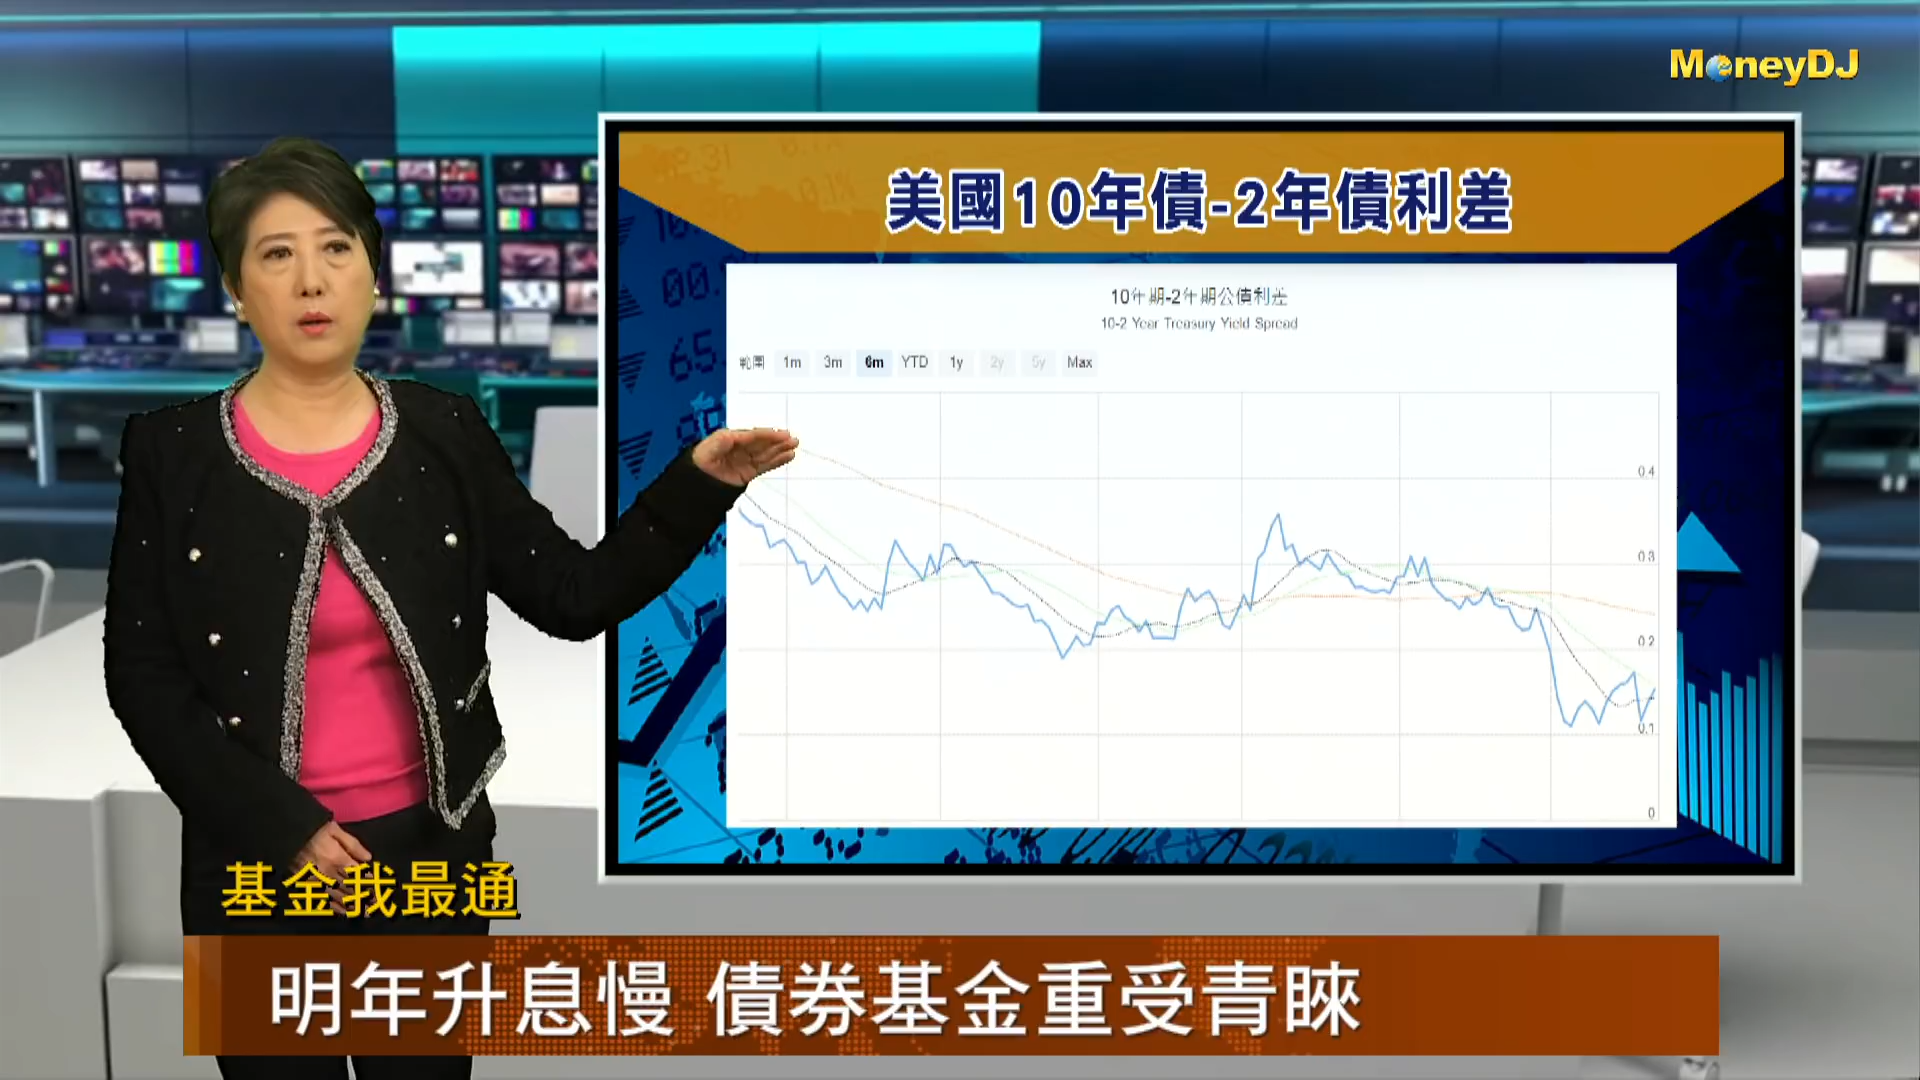 MoneyDJ
美國10年債-2年債利差
10年期-2年期公債利差
10-2 Year Treasury Yield Spread
範圍 1m 3m 6m YTD 1y 2y 5y Max
0.4
0.3
0.2
0.1
0
基金我最通
明年升息慢 債券基金重受青睞